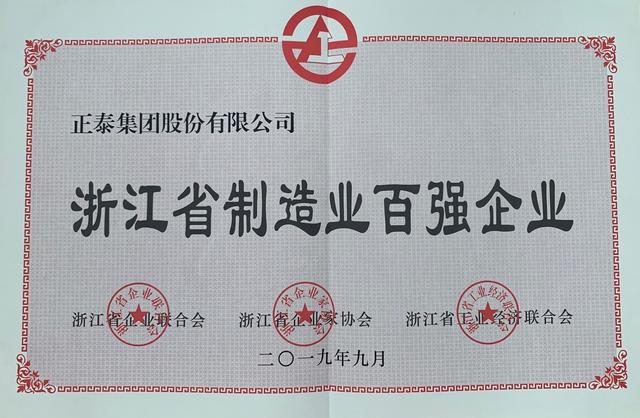 正泰集团股份有限公司
浙江省制造业百强企业
浙江省企业联合会 浙江省企业家协会 浙江省工业经济联合会
二〇一九年九月